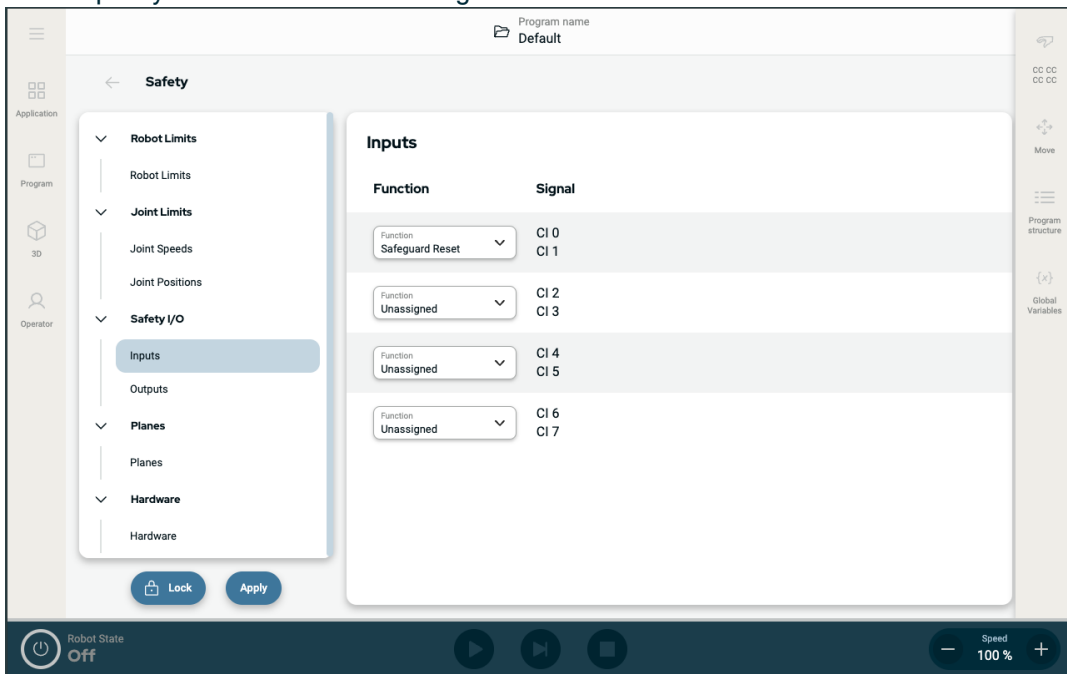 Program name
Default
CC CC
CC CC
Safety
Application
Robot Limits
Inputs
Move
Program
Robot Limits
Function
Signal
Joint Limits
Program
structure
Joint Speeds
Function
Safeguard Reset
CI 0
CI 1
3D
Joint Positions
{x}
Global
Variables
Operator
Safety I/O
Function
Unassigned
CI 2
CI 3
Inputs
Function
Unassigned
CI 4
CI 5
Outputs
Planes
Function
Unassigned
CI 6
CI 7
Planes
Hardware
Hardware
Lock
Apply
Robot State
Off
Speed
100 %